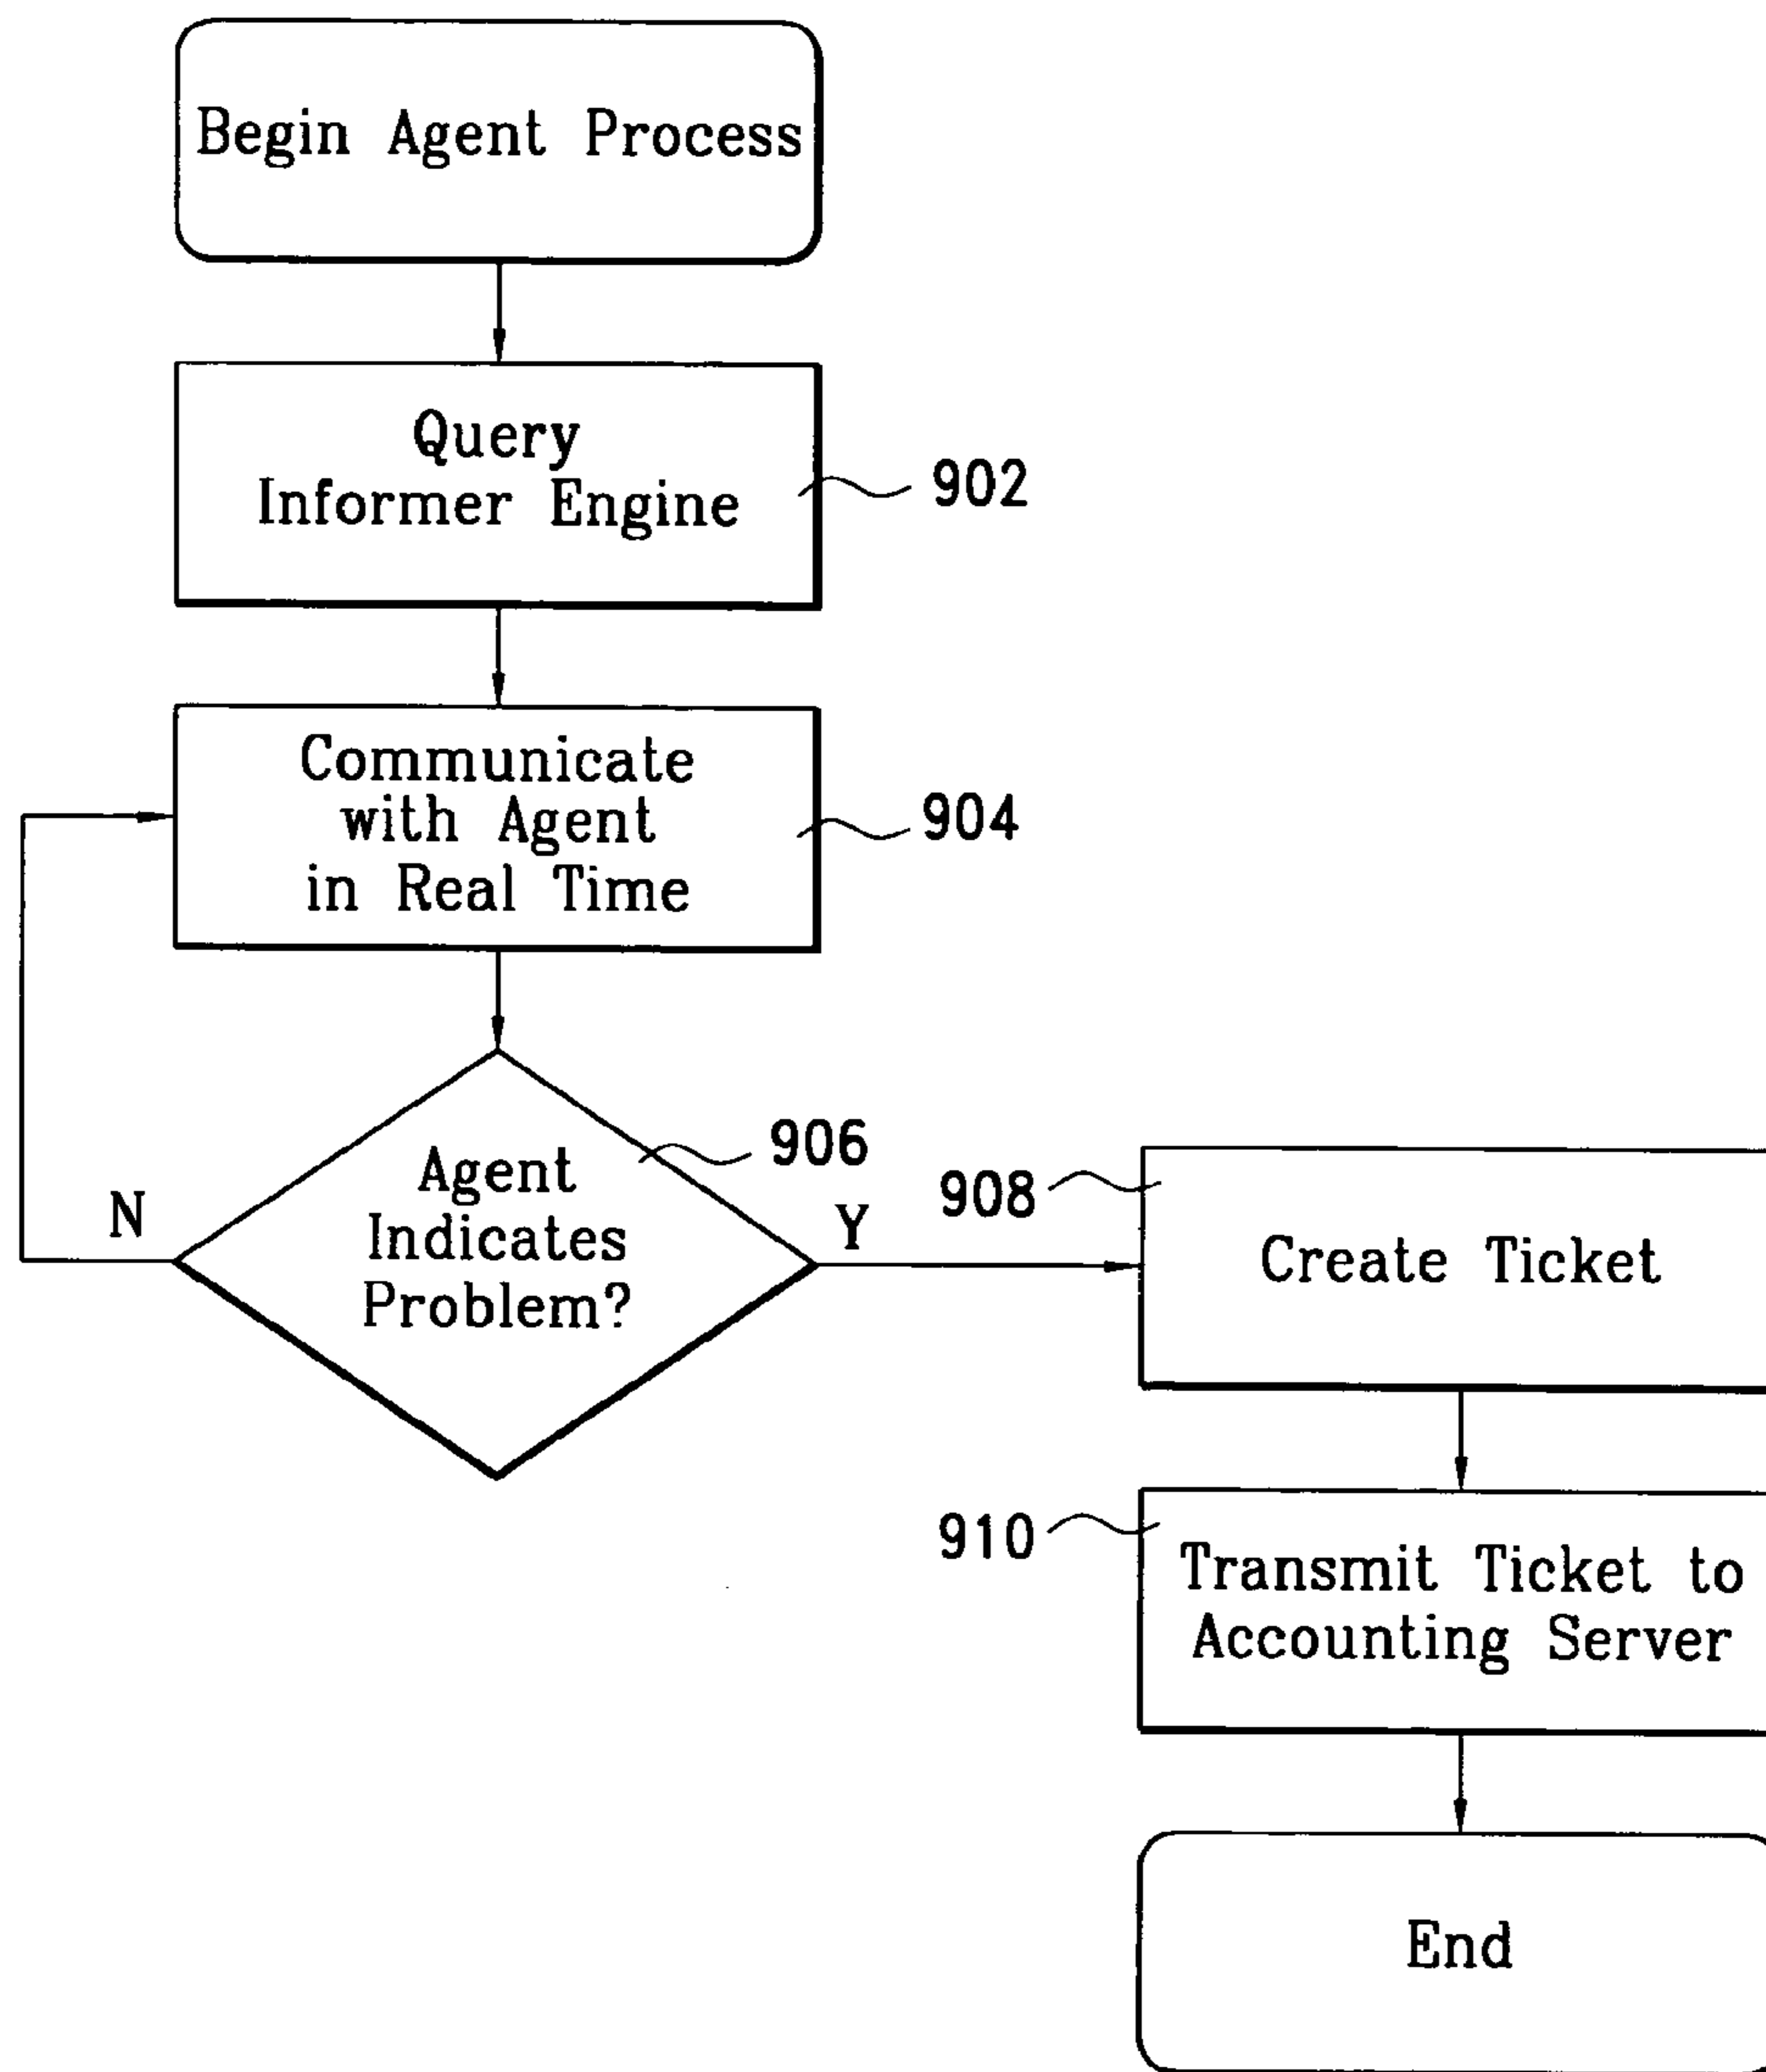 Begin Agent Process
Query
Informer Engine
902
Communicate
with Agent
in Real Time
904
Agent
Indicates
Problem?
906
N
Y
908
Create Ticket
910
Transmit Ticket to
Accounting Server
End